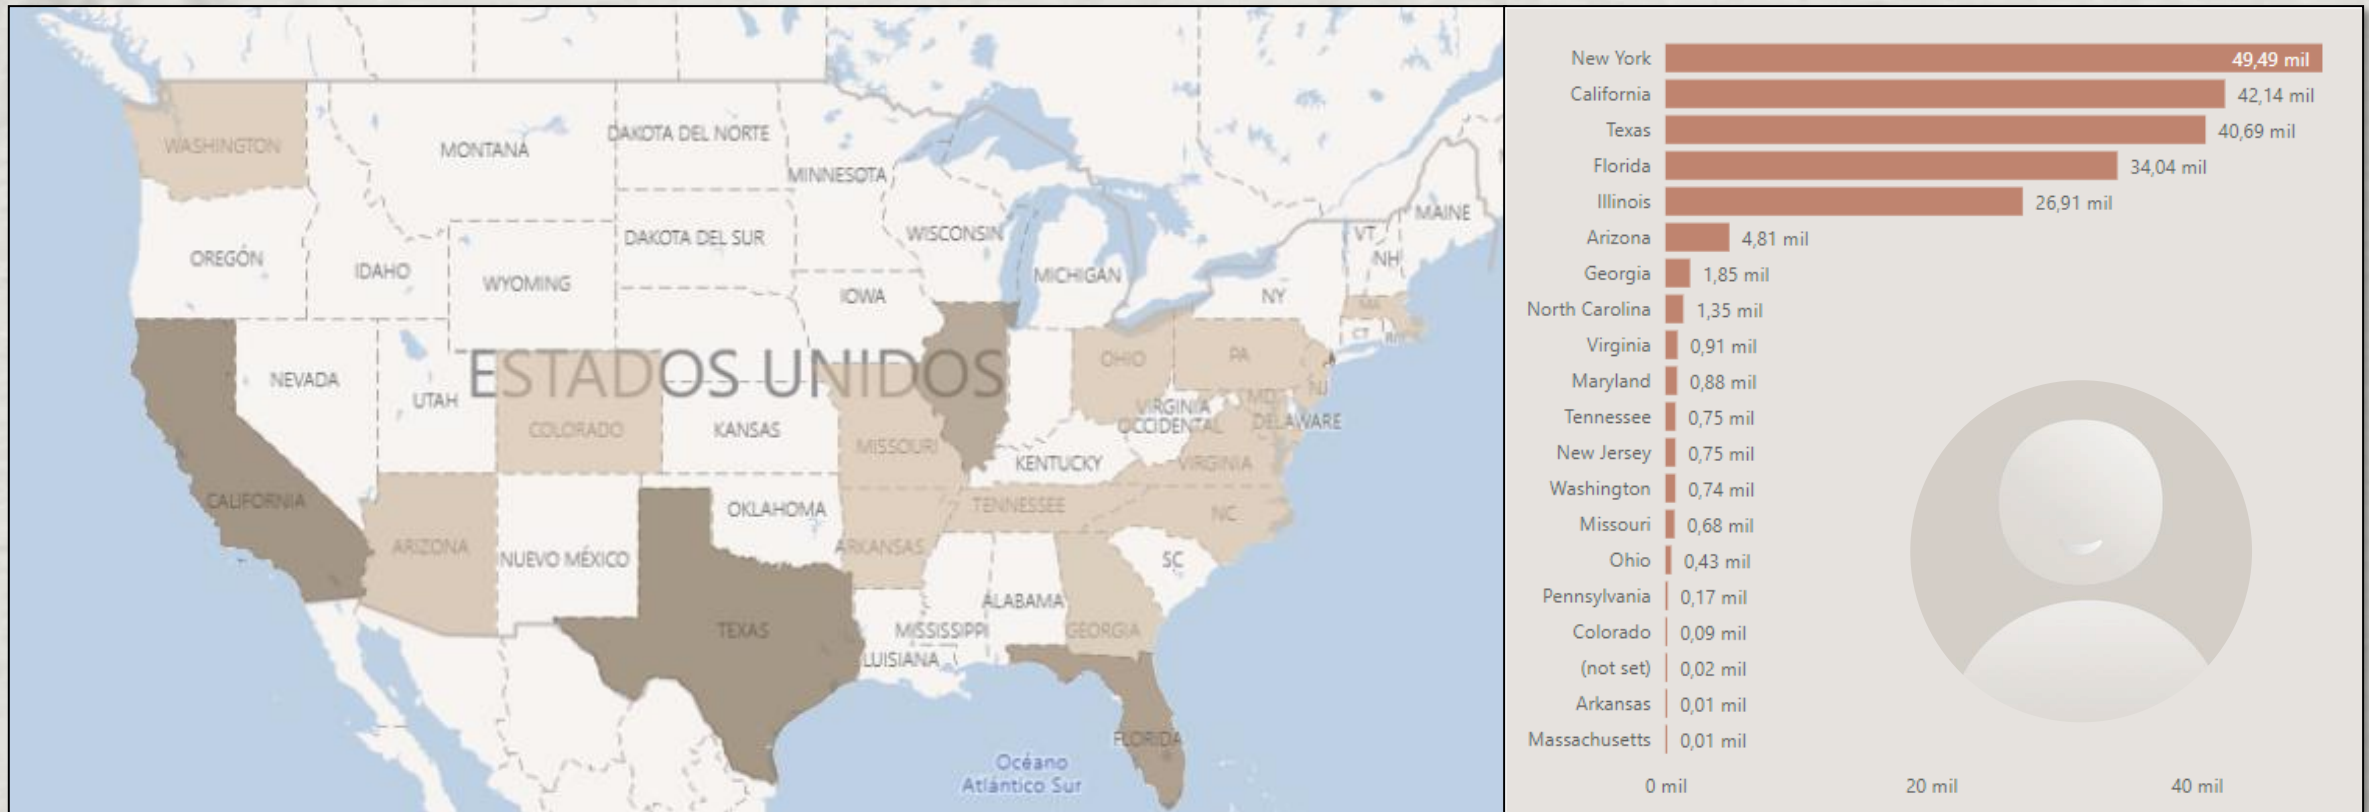 WASHINGTON
MONTANA
DAKOTA DEL NORTE
MINNESOTA
OREGÓN
IDAHO
WYOMING
DAKOTA DEL SUR
WISCONSIN
MICHIGAN
MAINE
VT
NH
NY
MA
CT
RI
IOWA
ESTADOS UNIDOS
NEVADA
UTAH
COLORADO
KANSAS
MISSOURI
OHIO
PA
NJ
MD
DELAWARE
VIRGINIA
OCCIDENTAL
KENTUCKY
VIRGINIA
CALIFORNIA
ARIZONA
NUEVO MÉXICO
OKLAHOMA
ARKANSAS
TENNESSEE
NC
SC
TEXAS
LUISIANA
MISSISSIPPI
ALABAMA
GEORGIA
FLORIDA
Océano
Atlántico Sur
New York 49,49 mil
California 42,14 mil
Texas 40,69 mil
Florida 34,04 mil
Illinois 26,91 mil
Arizona 4,81 mil
Georgia 1,85 mil
North Carolina 1,35 mil
Virginia 0,91 mil
Maryland 0,88 mil
Tennessee 0,75 mil
New Jersey 0,75 mil
Washington 0,74 mil
Missouri 0,68 mil
Ohio 0,43 mil
Pennsylvania 0,17 mil
Colorado 0,09 mil
(not set) 0,02 mil
Arkansas 0,01 mil
Massachusetts 0,01 mil
0 mil 20 mil 40 mil